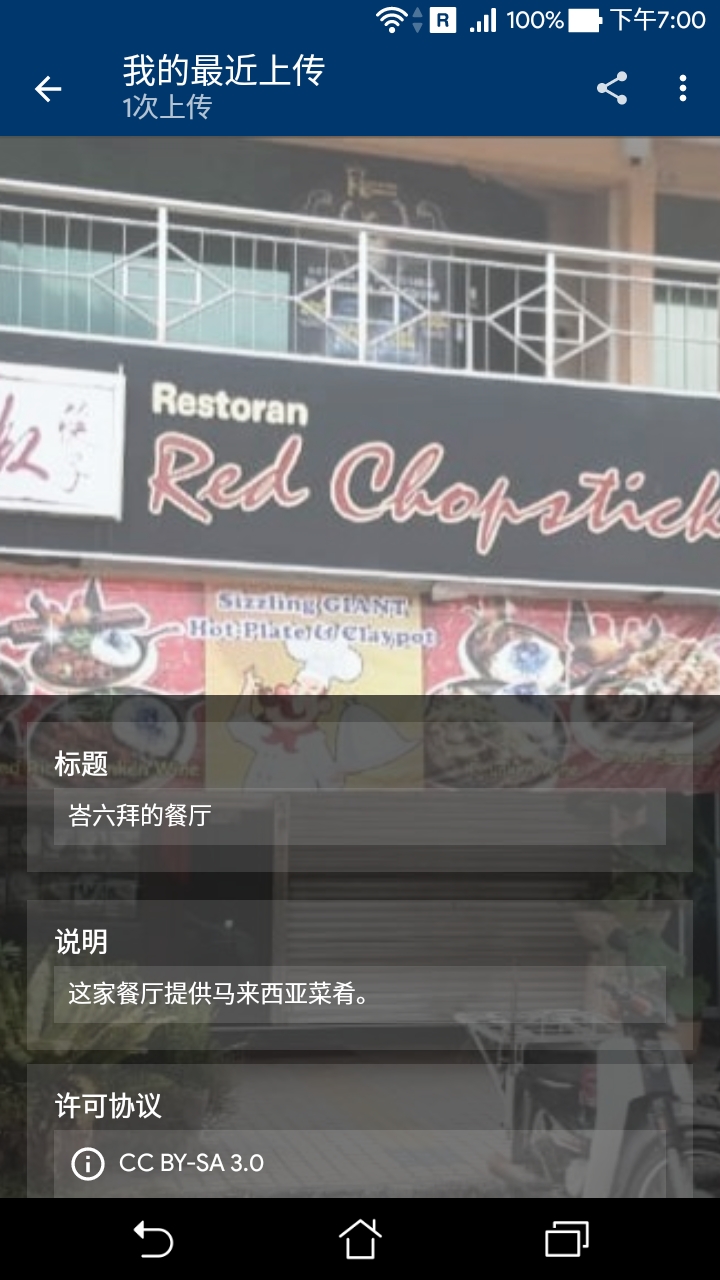 R 100% 下午7:00
我的最近上传
1次上传
Restoran
Red Chopstick
筷子
Sizzling GIANT
Hot Plate & Claypot
标题
峇六拜的餐厅
说明
这家餐厅提供马来西亚菜肴。
许可协议
CC BY-SA 3.0